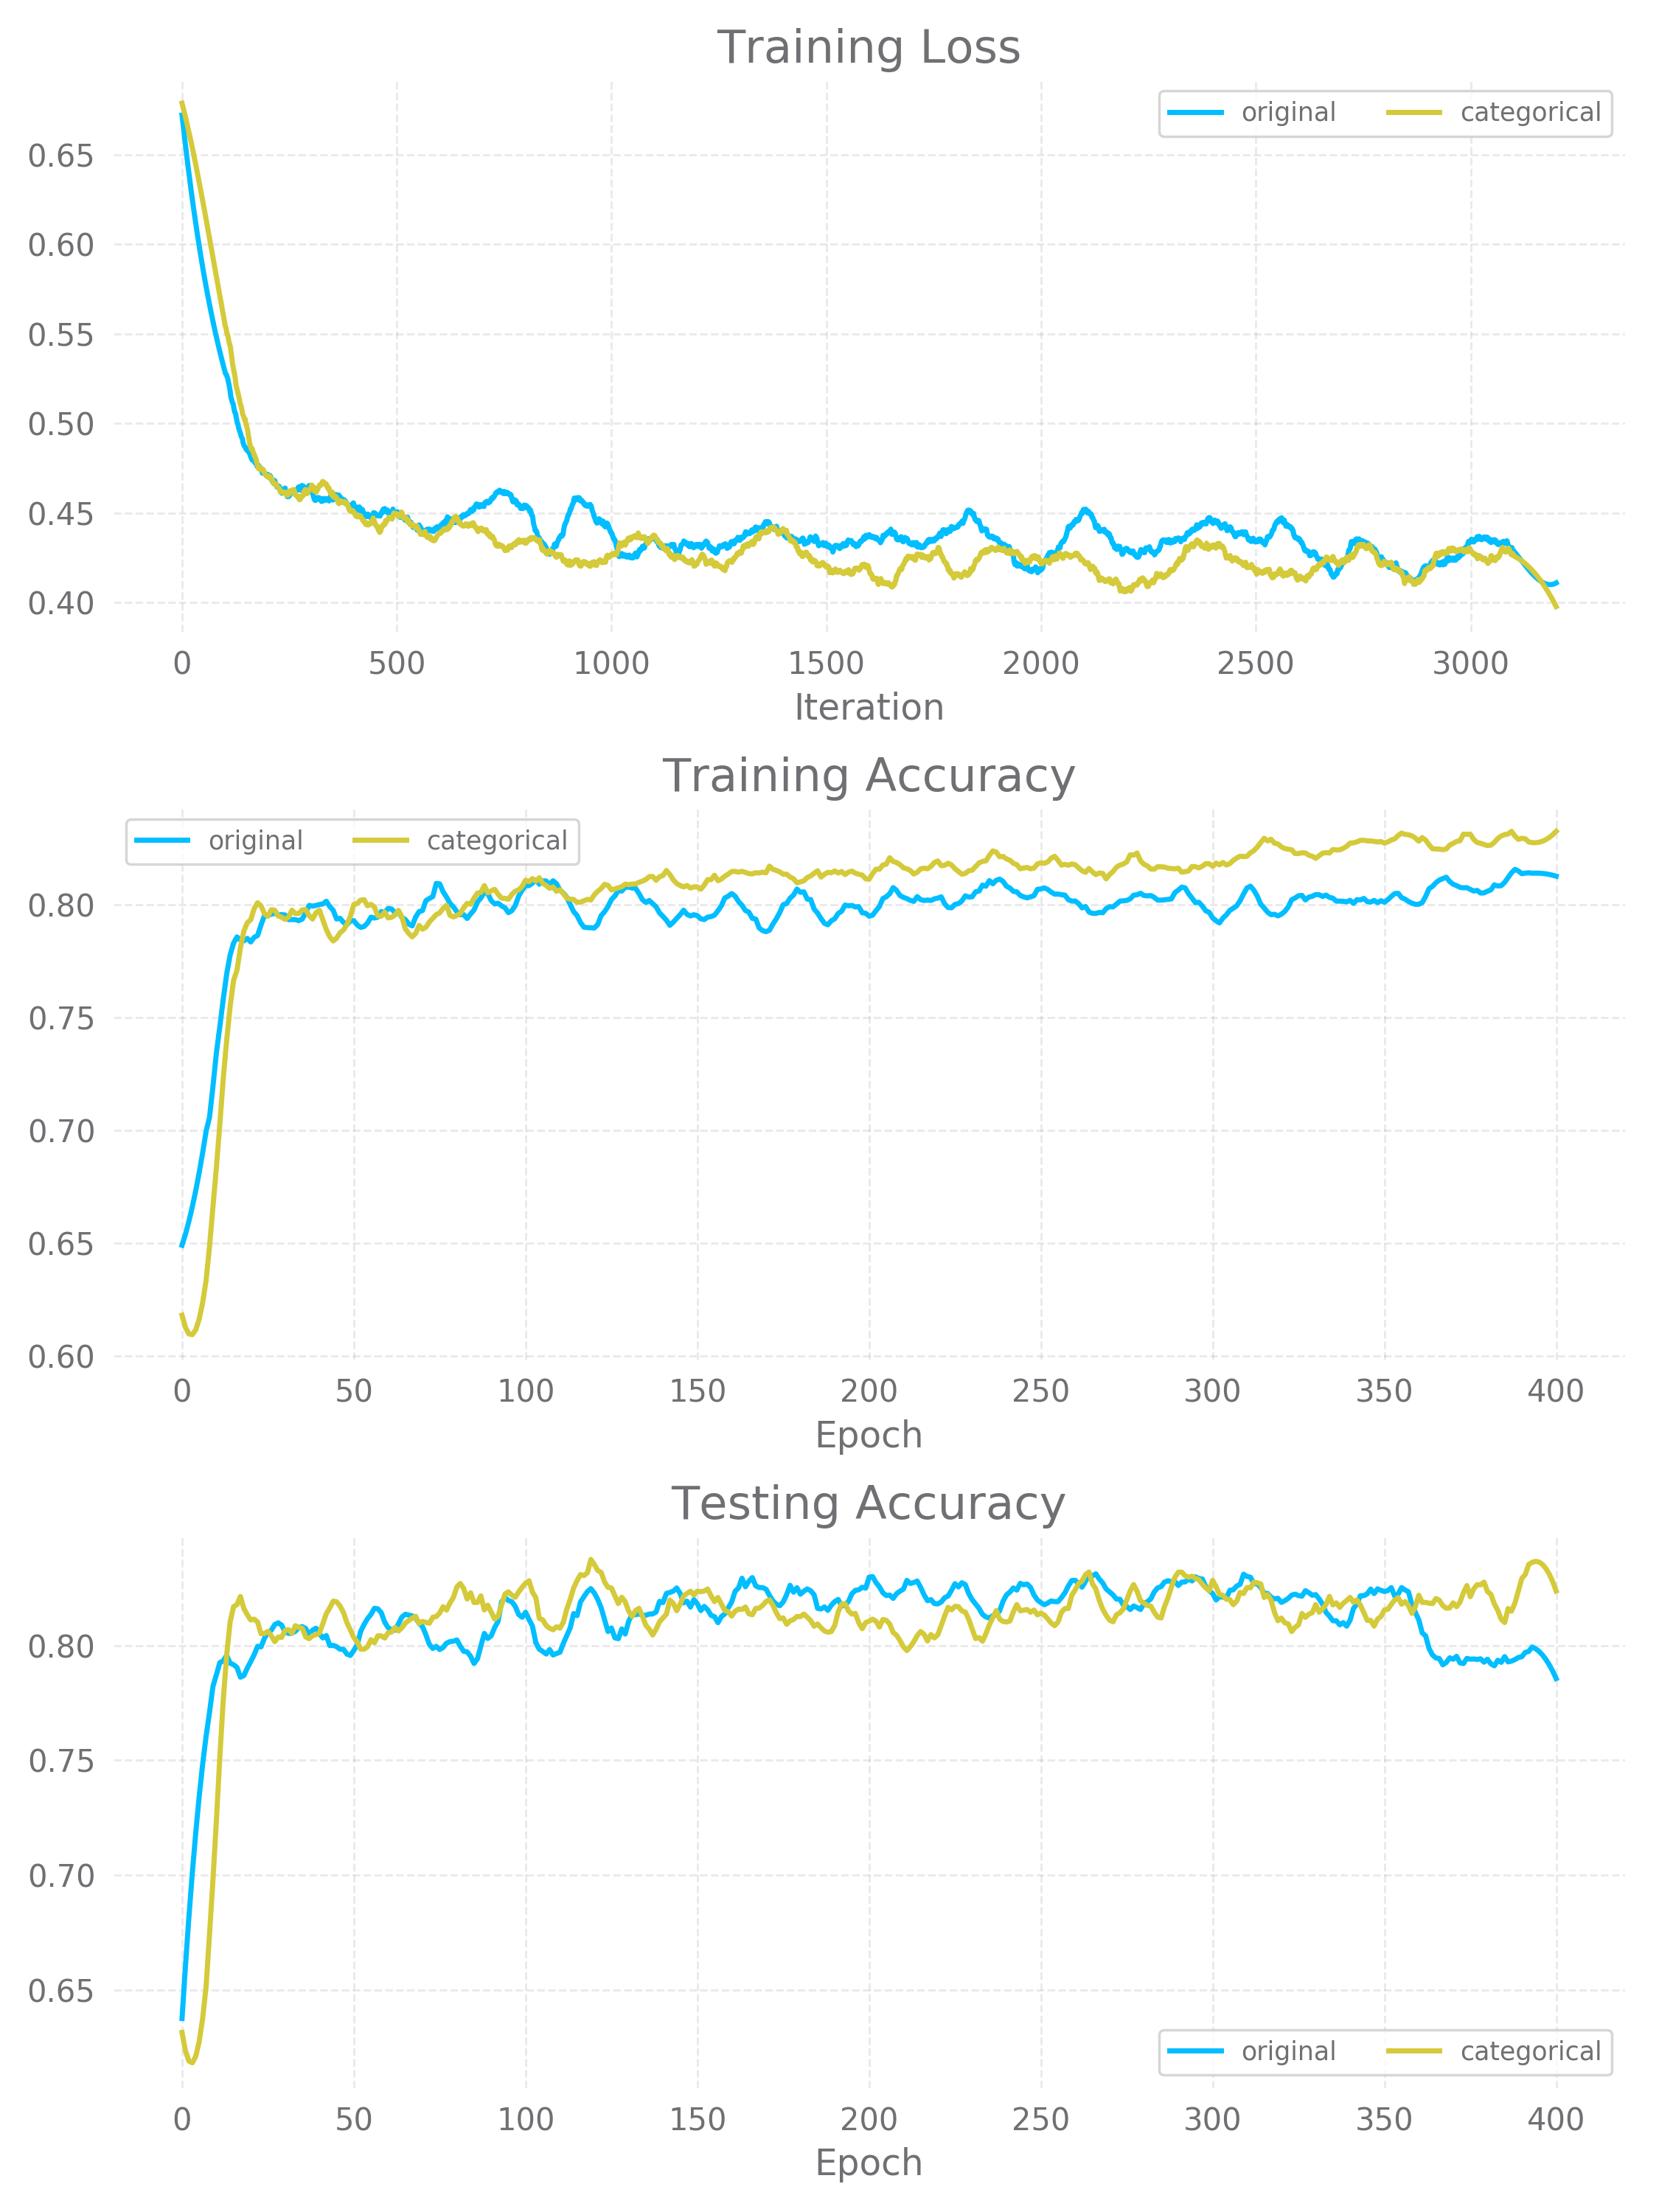 Training Loss
original categorical
0.65
0.60
0.55
0.50
0.45
0.40
0 500 1000 1500 2000 2500 3000
Iteration
Training Accuracy
original categorical
0.80
0.75
0.70
0.65
0.60
0 50 100 150 200 250 300 350 400
Epoch
Testing Accuracy
0.80
0.75
0.70
0.65
original categorical
0 50 100 150 200 250 300 350 400
Epoch